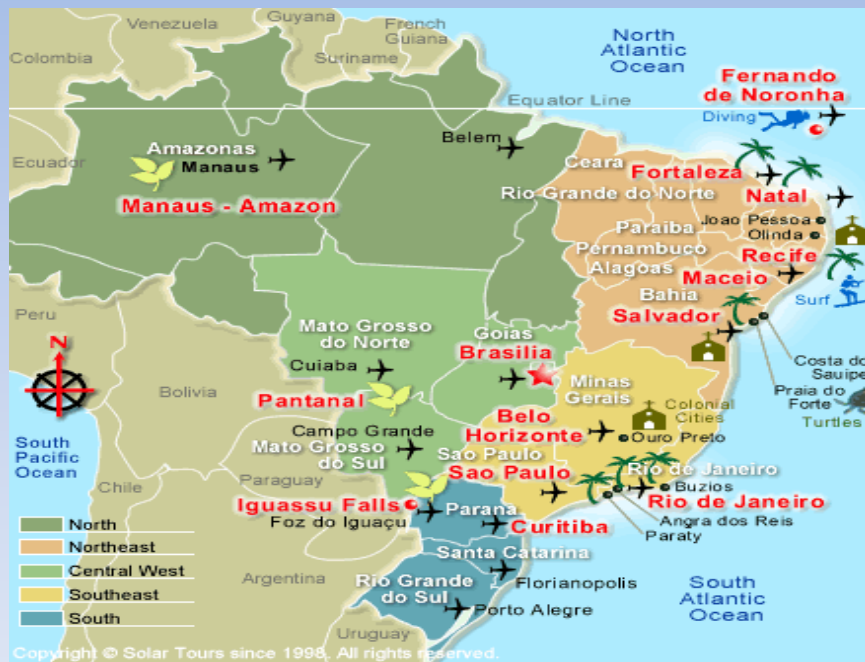 Venezuela
Guyana
French
Guiana
Suriname
Colombia
North
Atlantic
Ocean
Equator Line
Fernando
de Noronha
Diving
Ecuador
Amazonas
Manaus
Manaus - Amazon
Belem
Ceara
Fortaleza
Rio Grande do Norte
Natal
Joao Pessoa
Olinda
Paraiba
Pernambuco
Alagoas
Recife
Maceio
Surf
Bahia
Salvador
Peru
Mato Grosso
do Norte
Goias
Brasilia
Cuiaba
Costa do
Sauipe
Praia do
Forte
Turtles
N
Bolivia
Pantanal
Minas
Gerais
Colonial
Cities
Belo
Horizonte
Ouro Preto
Campo Grande
Mato Grosso
do Sul
Sao Paulo
Sao Paulo
Rio de Janeiro
Buzios
Rio de Janeiro
Angra dos Reis
Paraty
South
Pacific
Ocean
Chile
Paraguay
Iguassu Falls
Foz do Iguaçu
Parana
Curitiba
Santa Catarina
Florianopolis
Rio Grande
do Sul
Porto Alegre
Argentina
Uruguay
South
Atlantic
Ocean
North
Northeast
Central West
Southeast
South
Copyright © Solar Tours since 1998. All rights reserved.